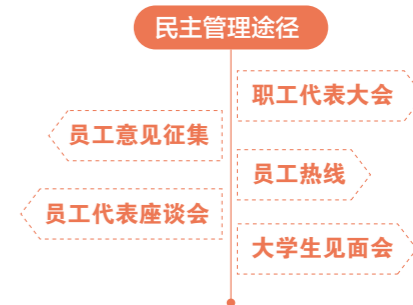 民主管理途径
职工代表大会
员工意见征集
员工热线
员工代表座谈会
大学生见面会